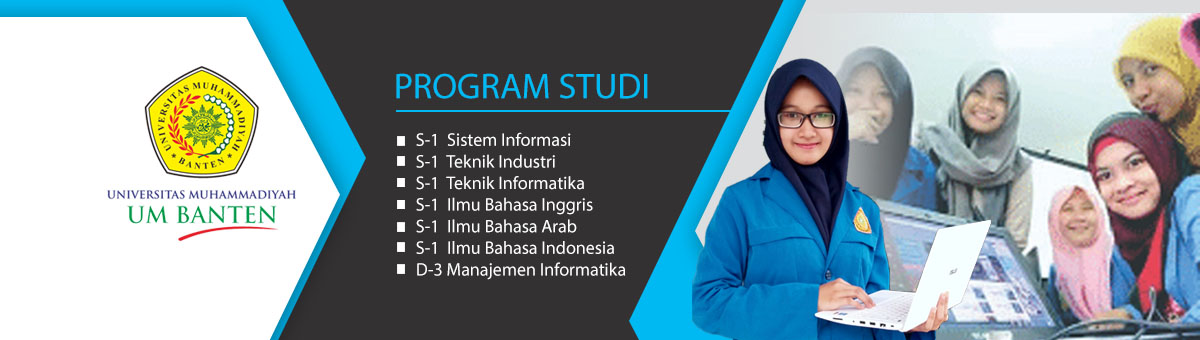 UNIVERSITAS MUHAMMADIYAH
BANTEN
UNIVERSITAS MUHAMMADIYAH
UM BANTEN
PROGRAM STUDI
S-1 Sistem Informasi
S-1 Teknik Industri
S-1 Teknik Informatika
S-1 Ilmu Bahasa Inggris
S-1 Ilmu Bahasa Arab
S-1 Ilmu Bahasa Indonesia
D-3 Manajemen Informatika